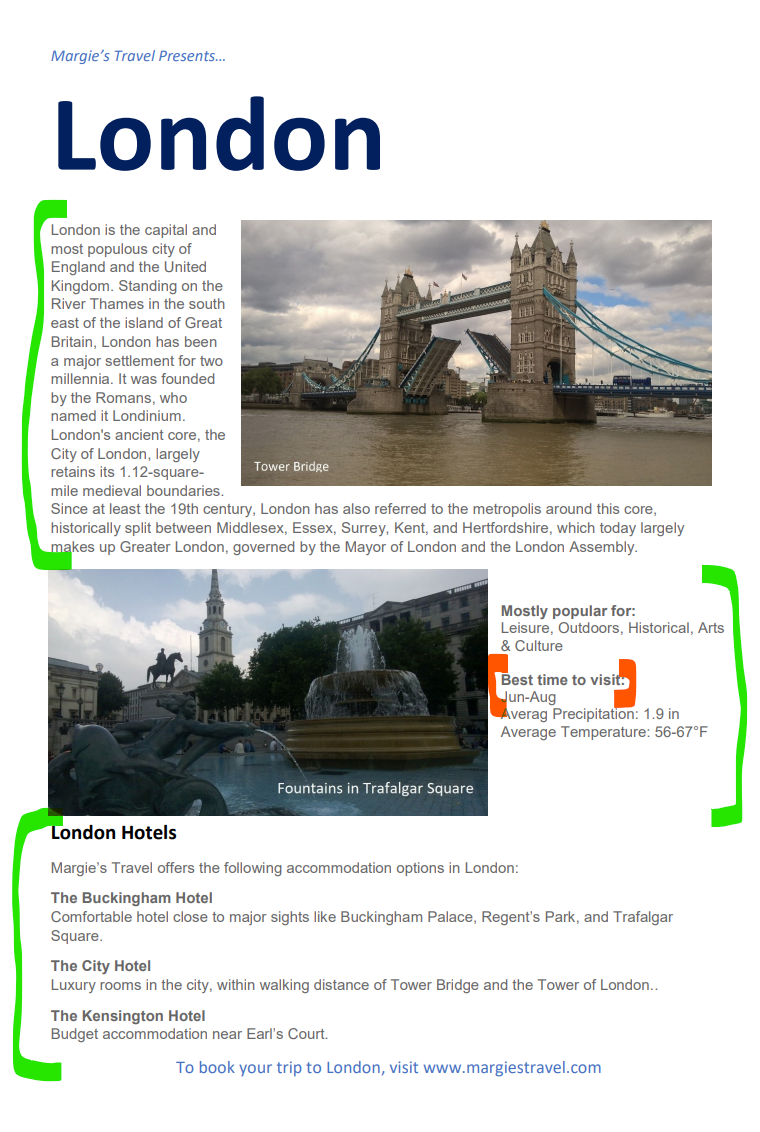 Margie’s Travel Presents…
London
London is the capital and
most populous city of
England and the United
Kingdom. Standing on the
River Thames in the south
east of the island of Great
Britain, London has been
a major settlement for two
millennia. It was founded
by the Romans, who
named it Londinium.
London's ancient core, the
City of London, largely
retains its 1.12-square-
mile medieval boundaries.
Tower Bridge
Since at least the 19th century, London has also referred to the metropolis around this core,
historically split between Middlesex, Essex, Surrey, Kent, and Hertfordshire, which today largely
makes up Greater London, governed by the Mayor of London and the London Assembly.
Fountains in Trafalgar Square
Mostly popular for:
Leisure, Outdoors, Historical, Arts
& Culture
Best time to visit:
Jun-Aug
Averag Precipitation: 1.9 in
Average Temperature: 56-67°F
London Hotels
Margie’s Travel offers the following accommodation options in London:
The Buckingham Hotel
Comfortable hotel close to major sights like Buckingham Palace, Regent’s Park, and Trafalgar
Square.
The City Hotel
Luxury rooms in the city, within walking distance of Tower Bridge and the Tower of London..
The Kensington Hotel
Budget accommodation near Earl’s Court.
To book your trip to London, visit www.margiestravel.com